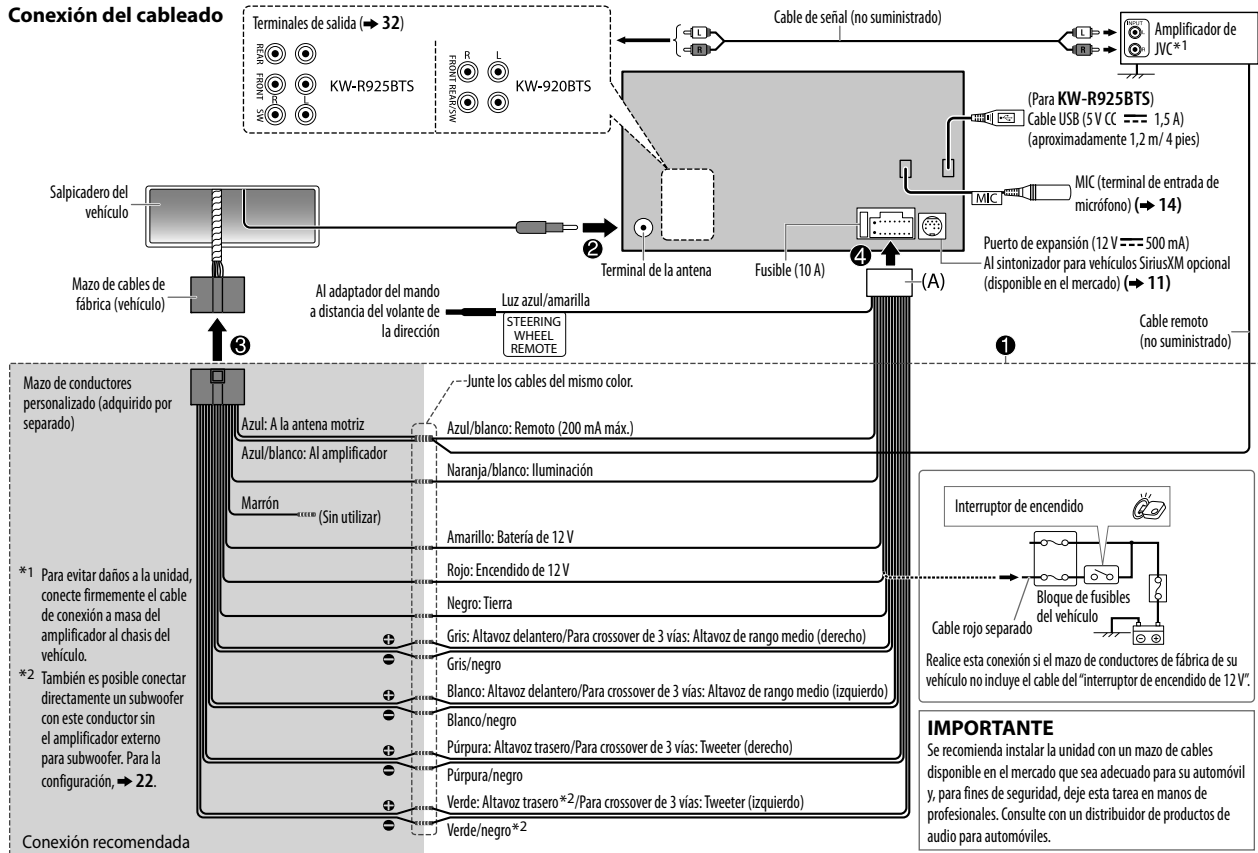 Conexión del cableado
Terminales de salida (➜ 32)
REAR
FRONT
SW
R
L
KW-R925BTS
R
L
FRONT
REAR/SW
KW-920BTS
Cable de señal (no suministrado)
L
R
L
R
INPUT
L
R
Amplificador de
JVC*1
(Para KW-R925BTS)
Cable USB (5 V CC ⎓ 1,5 A)
(aproximadamente 1,2 m/ 4 pies)
MIC
MIC (terminal de entrada de
micrófono) (➜ 14)
Puerto de expansión (12 V ⎓ 500 mA)
Al sintonizador para vehículos SiriusXM opcional
(disponible en el mercado) (➜ 11)
Salpicadero del
vehículo
❷
Terminal de la antena
Fusible (10 A)
❹
(A)
Mazo de cables de
fábrica (vehículo)
❸
Al adaptador del mando
a distancia del volante de
la dirección
Luz azul/amarilla
STEERING
WHEEL
REMOTE
Cable remoto
(no suministrado)
❶
Mazo de conductores
personalizado (adquirido por
separado)
Junte los cables del mismo color.
Azul: A la antena motriz
Azul/blanco: Remoto (200 mA máx.)
Azul/blanco: Al amplificador
Naranja/blanco: Iluminación
Marrón
(Sin utilizar)
Amarillo: Batería de 12 V
Rojo: Encendido de 12 V
Negro: Tierra
+
Gris: Altavoz delantero/Para crossover de 3 vías: Altavoz de rango medio (derecho)
−
Gris/negro
+
Blanco: Altavoz delantero/Para crossover de 3 vías: Altavoz de rango medio (izquierdo)
−
Blanco/negro
+
Púrpura: Altavoz trasero/Para crossover de 3 vías: Tweeter (derecho)
−
Púrpura/negro
+
Verde: Altavoz trasero*2/Para crossover de 3 vías: Tweeter (izquierdo)
−
Verde/negro*2
*1 Para evitar daños a la unidad,
conecte firmemente el cable
de conexión a masa del
amplificador al chasis del
vehículo.
*2 También es posible conectar
directamente un subwoofer
con este conductor sin
el amplificador externo
para subwoofer. Para la
configuración, ➜ 22.
Conexión recomendada
Interruptor de encendido
Bloque de fusibles
del vehículo
Cable rojo separado
Realice esta conexión si el mazo de conductores de fábrica de su
vehículo no incluye el cable del “interruptor de encendido de 12 V”.
IMPORTANTE
Se recomienda instalar la unidad con un mazo de cables
disponible en el mercado que sea adecuado para su automóvil
y, para fines de seguridad, deje esta tarea en manos de
profesionales. Consulte con un distribuidor de productos de
audio para automóviles.